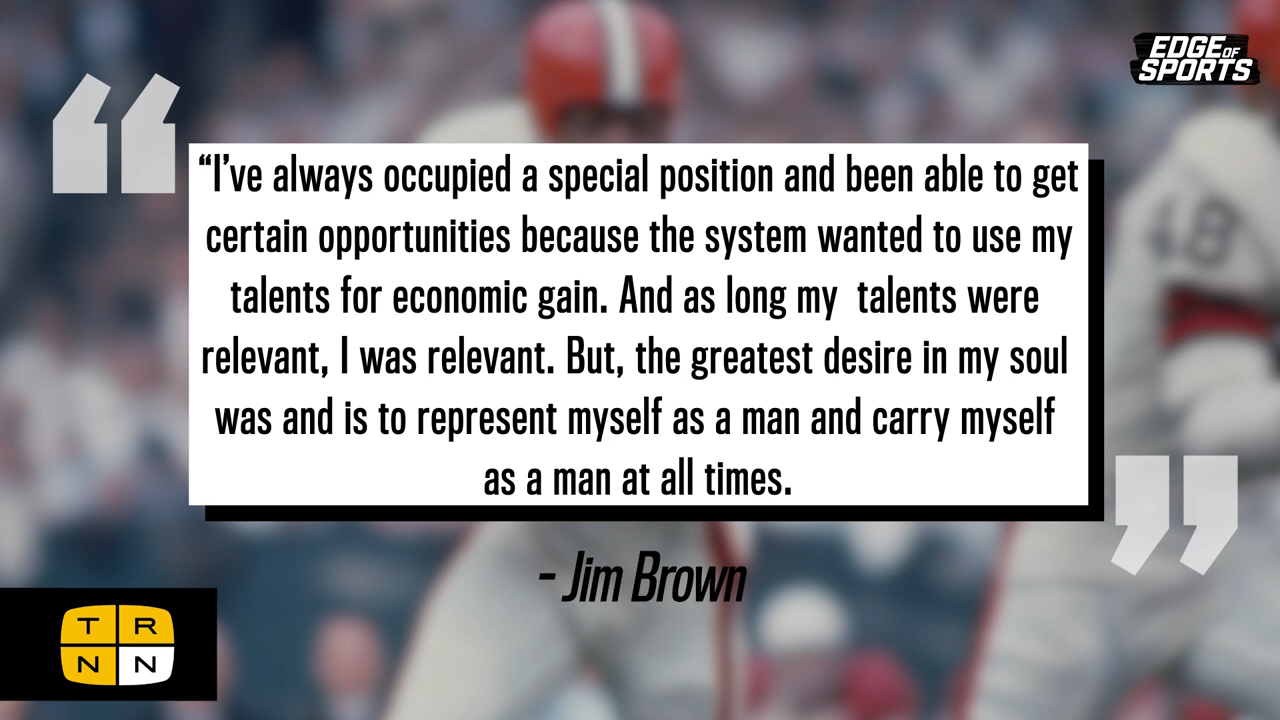 EDGE OF
SPORTS
“I’ve always occupied a special position and been able to get
certain opportunities because the system wanted to use my
talents for economic gain. And as long my  talents were
relevant, I was relevant. But, the greatest desire in my soul
was and is to represent myself as a man and carry myself
as a man at all times.
- Jim Brown
48
T R
N N